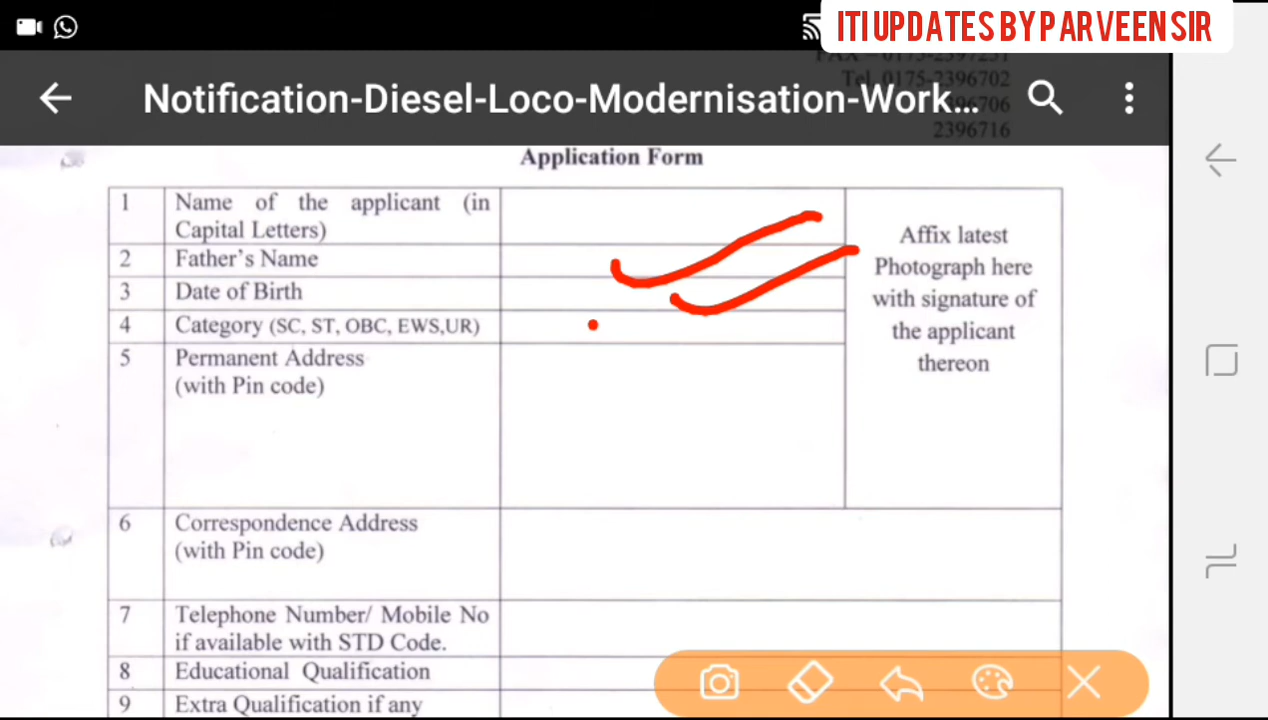 ITI UPDATES BY PARVEEN SIR
FAX – 0175-2397251
Tel. 0175-2396702
Notification-Diesel-Loco-Modernisation-Work...
2396706
2396716
Application Form
1 Name of the applicant (in
Capital Letters)
2 Father's Name
3 Date of Birth
4 Category (SC, ST, OBC, EWS,UR)
5 Permanent Address
(with Pin code)
Affix latest
Photograph here
with signature of
the applicant
thereon
6 Correspondence Address
(with Pin code)
7 Telephone Number/ Mobile No
if available with STD Code.
8 Educational Qualification
9 Extra Qualification if any